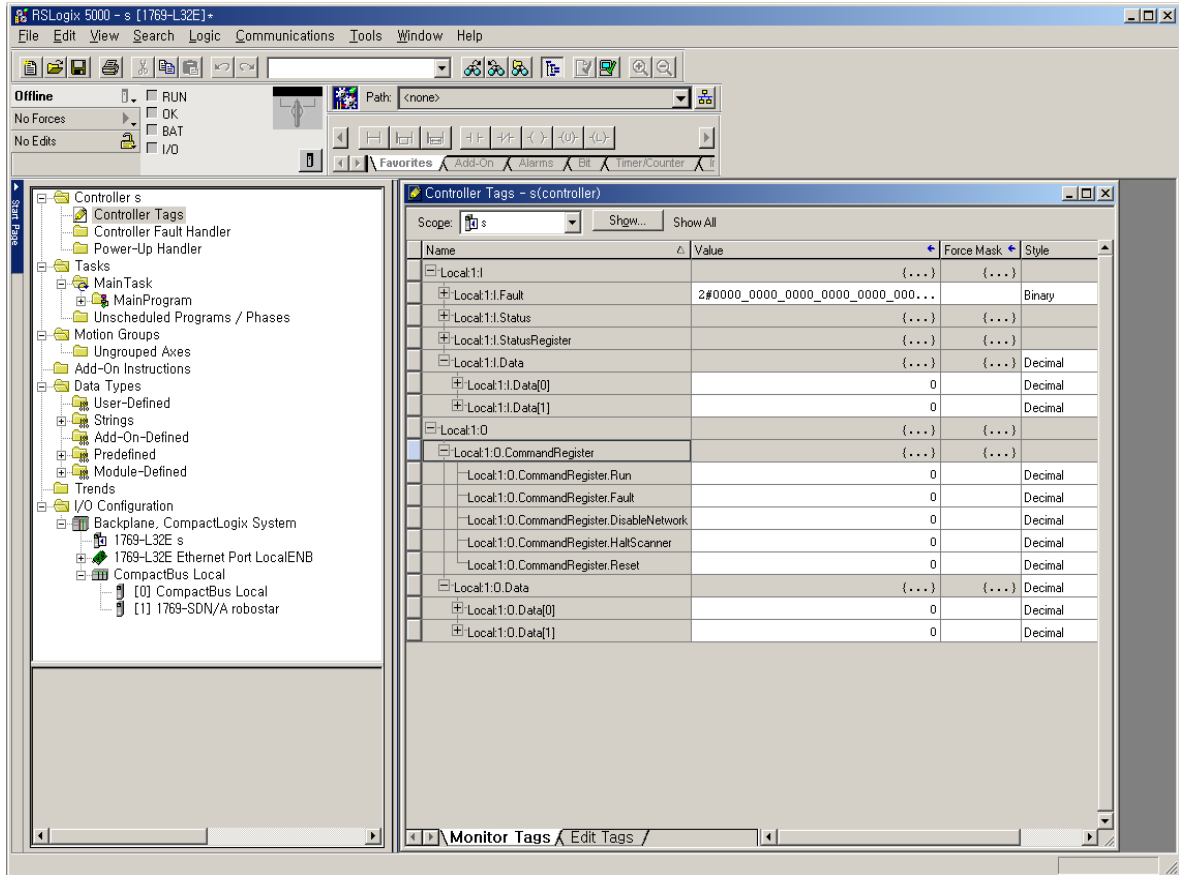 RSLogix 5000 - s [1769-L32E]*
File Edit View Search Logic Communications Tools Window Help
Offline
RUN
No Forces
OK
No Edits
BAT
I/O
Path: <none>
Favorites Add-On Alarms Bit Timer/Counter
Start Page
Controller s
Controller Tags
Controller Fault Handler
Power-Up Handler
Tasks
MainTask
MainProgram
Unscheduled Programs / Phases
Motion Groups
Ungrouped Axes
Add-On Instructions
Data Types
User-Defined
Strings
Add-On-Defined
Predefined
Module-Defined
Trends
I/O Configuration
Backplane, CompactLogix System
1769-L32E s
1769-L32E Ethernet Port LocalENB
CompactBus Local
[0] CompactBus Local
[1] 1769-SDN/A robostar
Controller Tags - s(controller)
Scope: s Show... Show All
Name Value Force Mask Style
Local:1:I {...} {...}
Local:1:I.Fault 2#0000_0000_0000_0000_0000_000... Binary
Local:1:I.Status {...} {...}
Local:1:I.StatusRegister {...} {...}
Local:1:I.Data {...} {...} Decimal
Local:1:I.Data[0] 0 Decimal
Local:1:I.Data[1] 0 Decimal
Local:1:O {...} {...}
Local:1:O.CommandRegister {...} {...}
Local:1:O.CommandRegister.Run 0 Decimal
Local:1:O.CommandRegister.Fault 0 Decimal
Local:1:O.CommandRegister.DisableNetwork 0 Decimal
Local:1:O.CommandRegister.HaltScanner 0 Decimal
Local:1:O.CommandRegister.Reset 0 Decimal
Local:1:O.Data {...} {...} Decimal
Local:1:O.Data[0] 0 Decimal
Local:1:O.Data[1] 0 Decimal
Monitor Tags Edit Tags